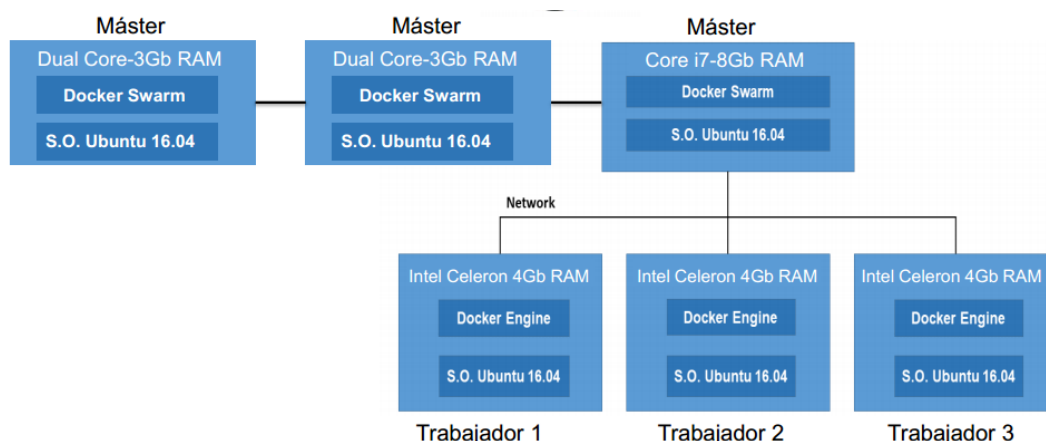 Máster
Máster
Máster
Dual Core-3Gb RAM
Dual Core-3Gb RAM
Core i7-8Gb RAM
Docker Swarm
Docker Swarm
Docker Swarm
S.O. Ubuntu 16.04
S.O. Ubuntu 16.04
S.O. Ubuntu 16.04
Network
Intel Celeron 4Gb RAM
Intel Celeron 4Gb RAM
Intel Celeron 4Gb RAM
Docker Engine
Docker Engine
Docker Engine
S.O. Ubuntu 16.04
S.O. Ubuntu 16.04
S.O. Ubuntu 16.04
Trabajador 1
Trabajador 2
Trabajador 3